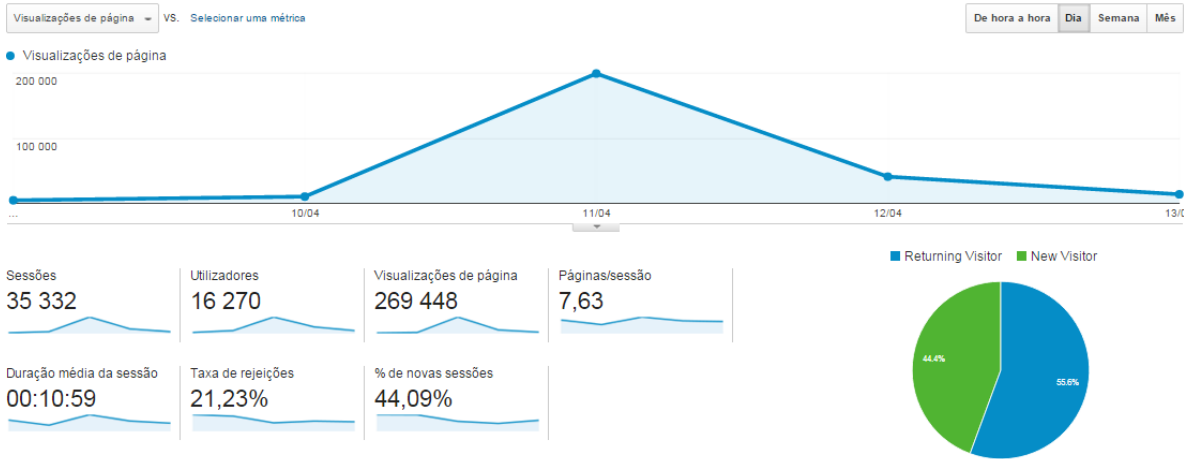 Visualizações de página VS. Selecionar uma métrica De hora a hora Dia Semana Mês
Visualizações de página
200 000
100 000
... 10/04 11/04 12/04 13/0
Returning Visitor New Visitor
Sessões Utilizadores Visualizações de página Páginas/sessão
35 332 16 270 269 448 7,63
44.4%
55.6%
Duração média da sessão Taxa de rejeições % de novas sessões
00:10:59 21,23% 44,09%